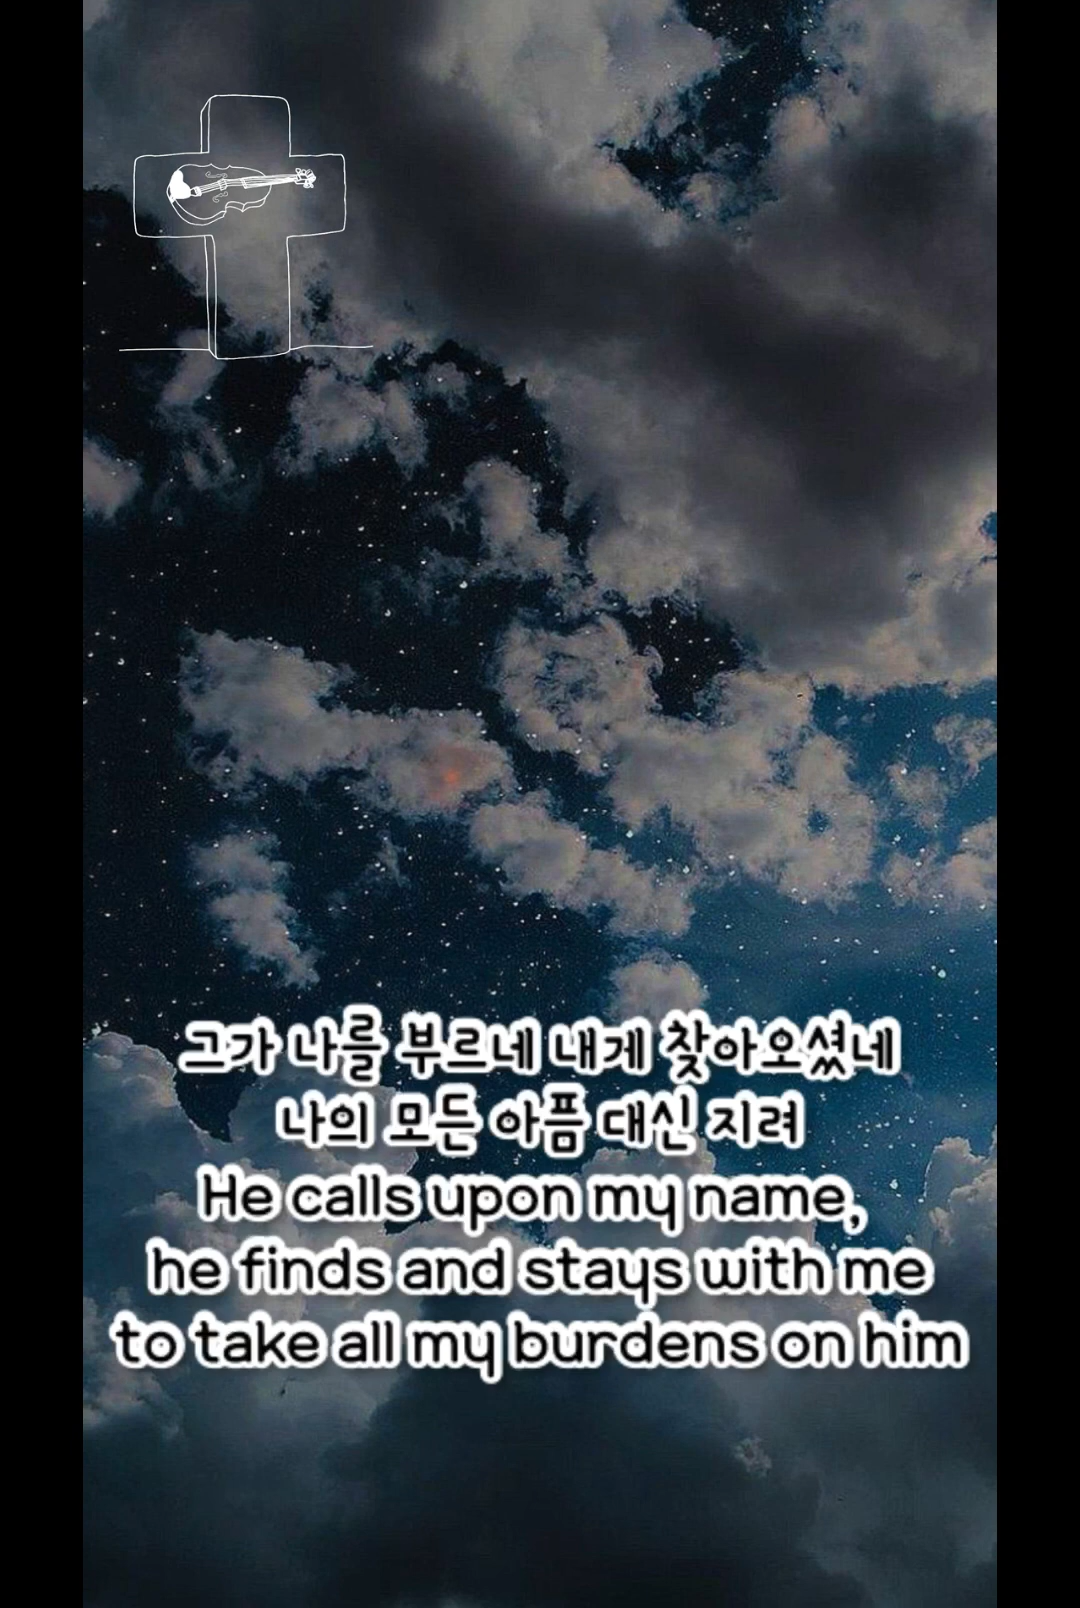 그가 나를 부르네 내게 찾아오셨네
나의 모든 아픔 대신 지려
He calls upon my name,
he finds and stays with me
to take all my burdens on him